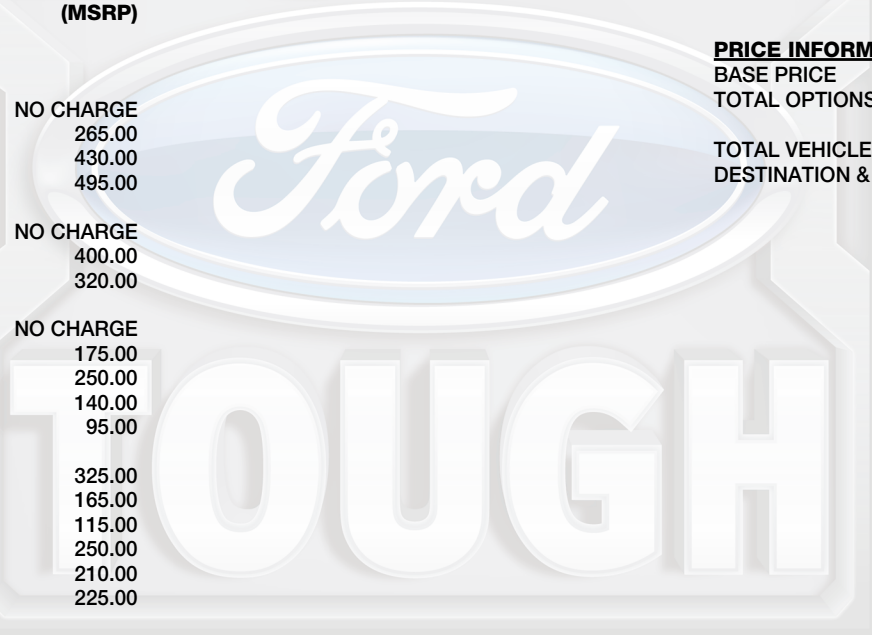 (MSRP)
NO CHARGE
265.00
430.00
495.00
NO CHARGE
400.00
320.00
NO CHARGE
175.00
250.00
140.00
95.00
325.00
165.00
115.00
250.00
210.00
225.00
PRICE INFORM
BASE PRICE
TOTAL OPTIONS
TOTAL VEHICLE
DESTINATION &
Ford
TOUGH